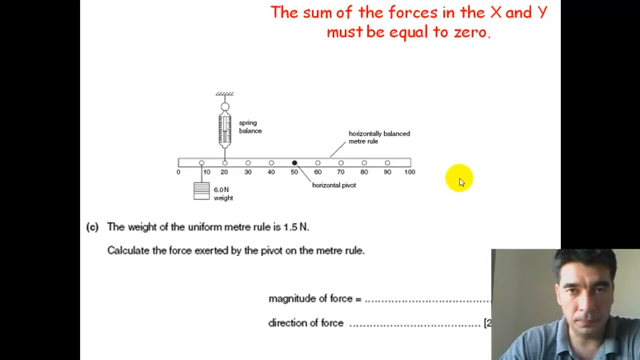 The sum of the forces in the X and Y
must be equal to zero.
spring
balance
horizontally balanced
metre rule
0 10 20 30 40 50 60 70 80 90 100
6.0 N
weight
horizontal pivot
(c) The weight of the uniform metre rule is 1.5 N.
Calculate the force exerted by the pivot on the metre rule.
magnitude of force = ..........................................
direction of force .......................................... [2